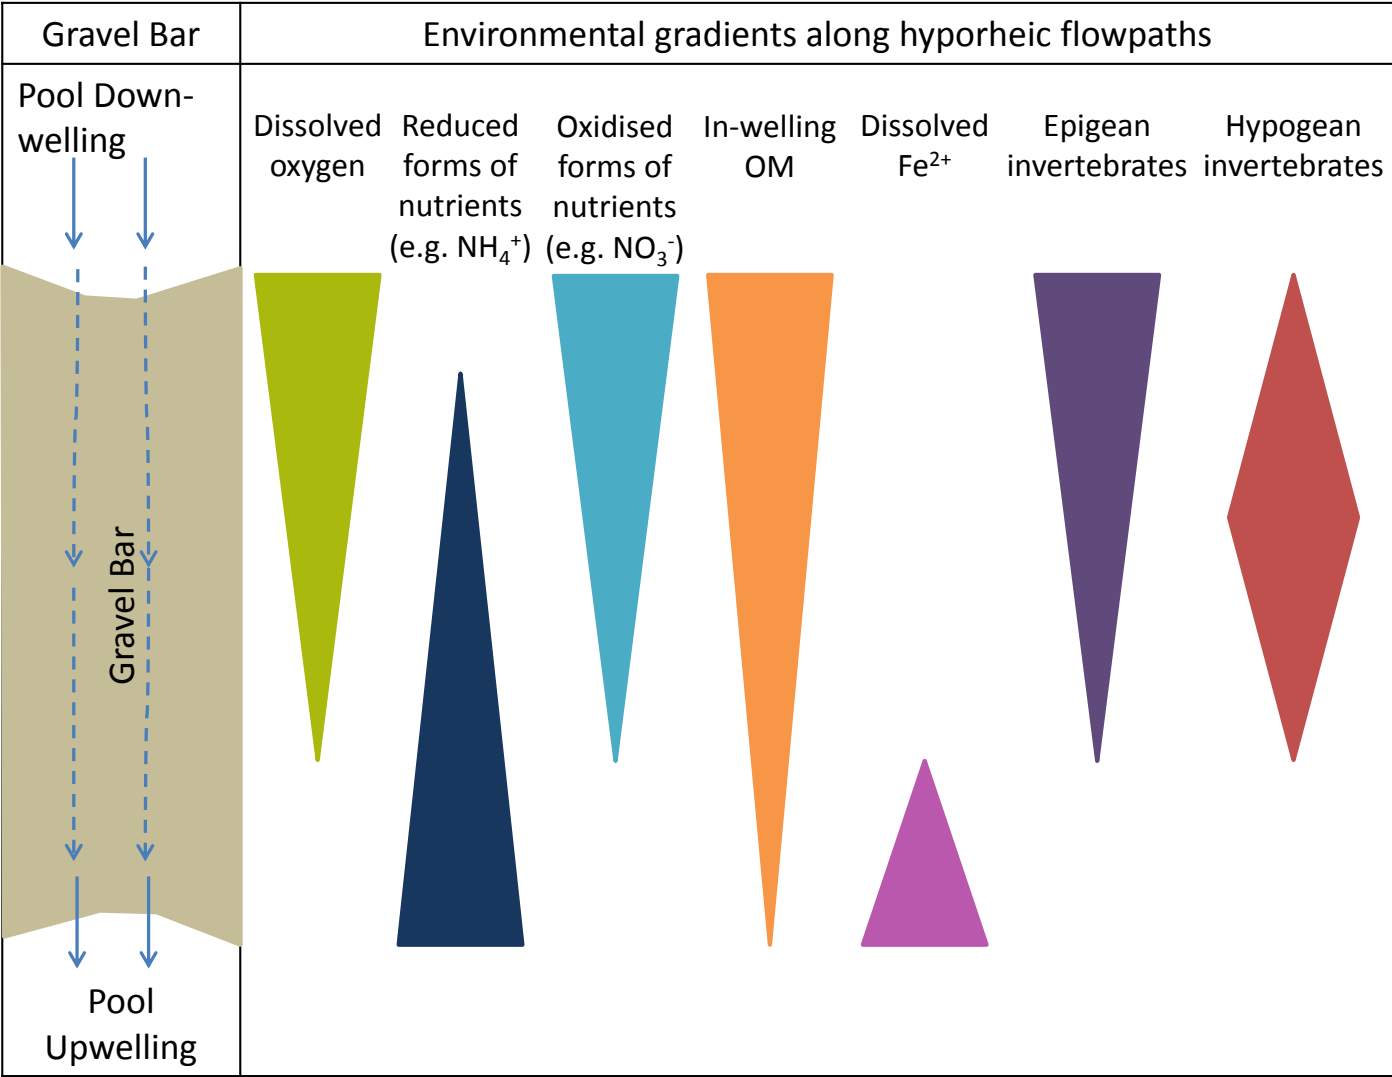 Gravel Bar
Environmental gradients along hyporheic flowpaths
Pool Down-
welling
Dissolved
oxygen
Reduced
forms of
nutrients
(e.g. NH₄⁺)
Oxidised
forms of
nutrients
(e.g. NO₃⁻)
In-welling
OM
Dissolved
Fe²⁺
Epigean
invertebrates
Hypogean
invertebrates
Gravel Bar
Pool
Upwelling